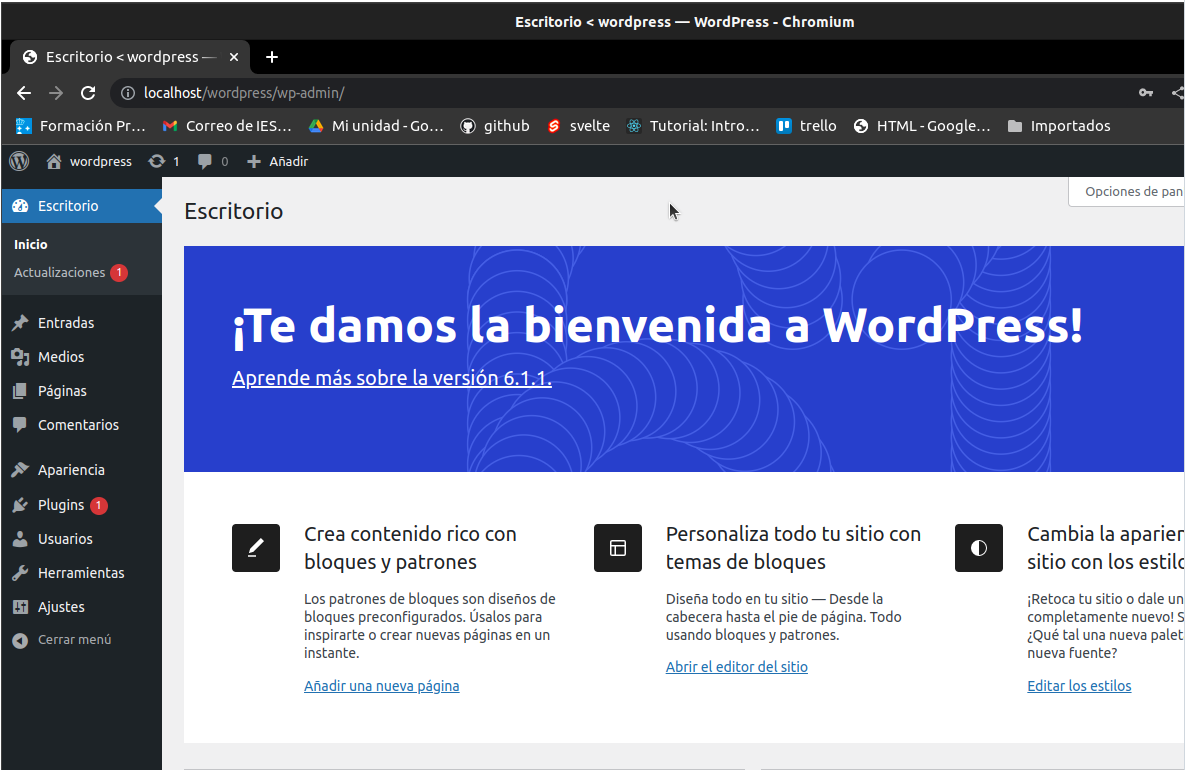 Escritorio < wordpress — WordPress - Chromium
Escritorio < wordpress —
localhost/wordpress/wp-admin/
Formación Pr… Correo de IES… Mi unidad - Go… github svelte Tutorial: Intro… trello HTML - Google… Importados
wordpress 1 0 Añadir
Escritorio
Inicio
Actualizaciones 1
Entradas
Medios
Páginas
Comentarios
Apariencia
Plugins 1
Usuarios
Herramientas
Ajustes
Cerrar menú
Opciones de pan
Escritorio
¡Te damos la bienvenida a WordPress!
Aprende más sobre la versión 6.1.1.
Crea contenido rico con
bloques y patrones
Los patrones de bloques son diseños de
bloques preconfigurados. Úsalos para
inspirarte o crear nuevas páginas en un
instante.
Añadir una nueva página
Personaliza todo tu sitio con
temas de bloques
Diseña todo en tu sitio — Desde la
cabecera hasta el pie de página. Todo
usando bloques y patrones.
Abrir el editor del sitio
Cambia la aparien
sitio con los estilo
¡Retoca tu sitio o dale un
completamente nuevo! S
¿Qué tal una nueva palet
nueva fuente?
Editar los estilos